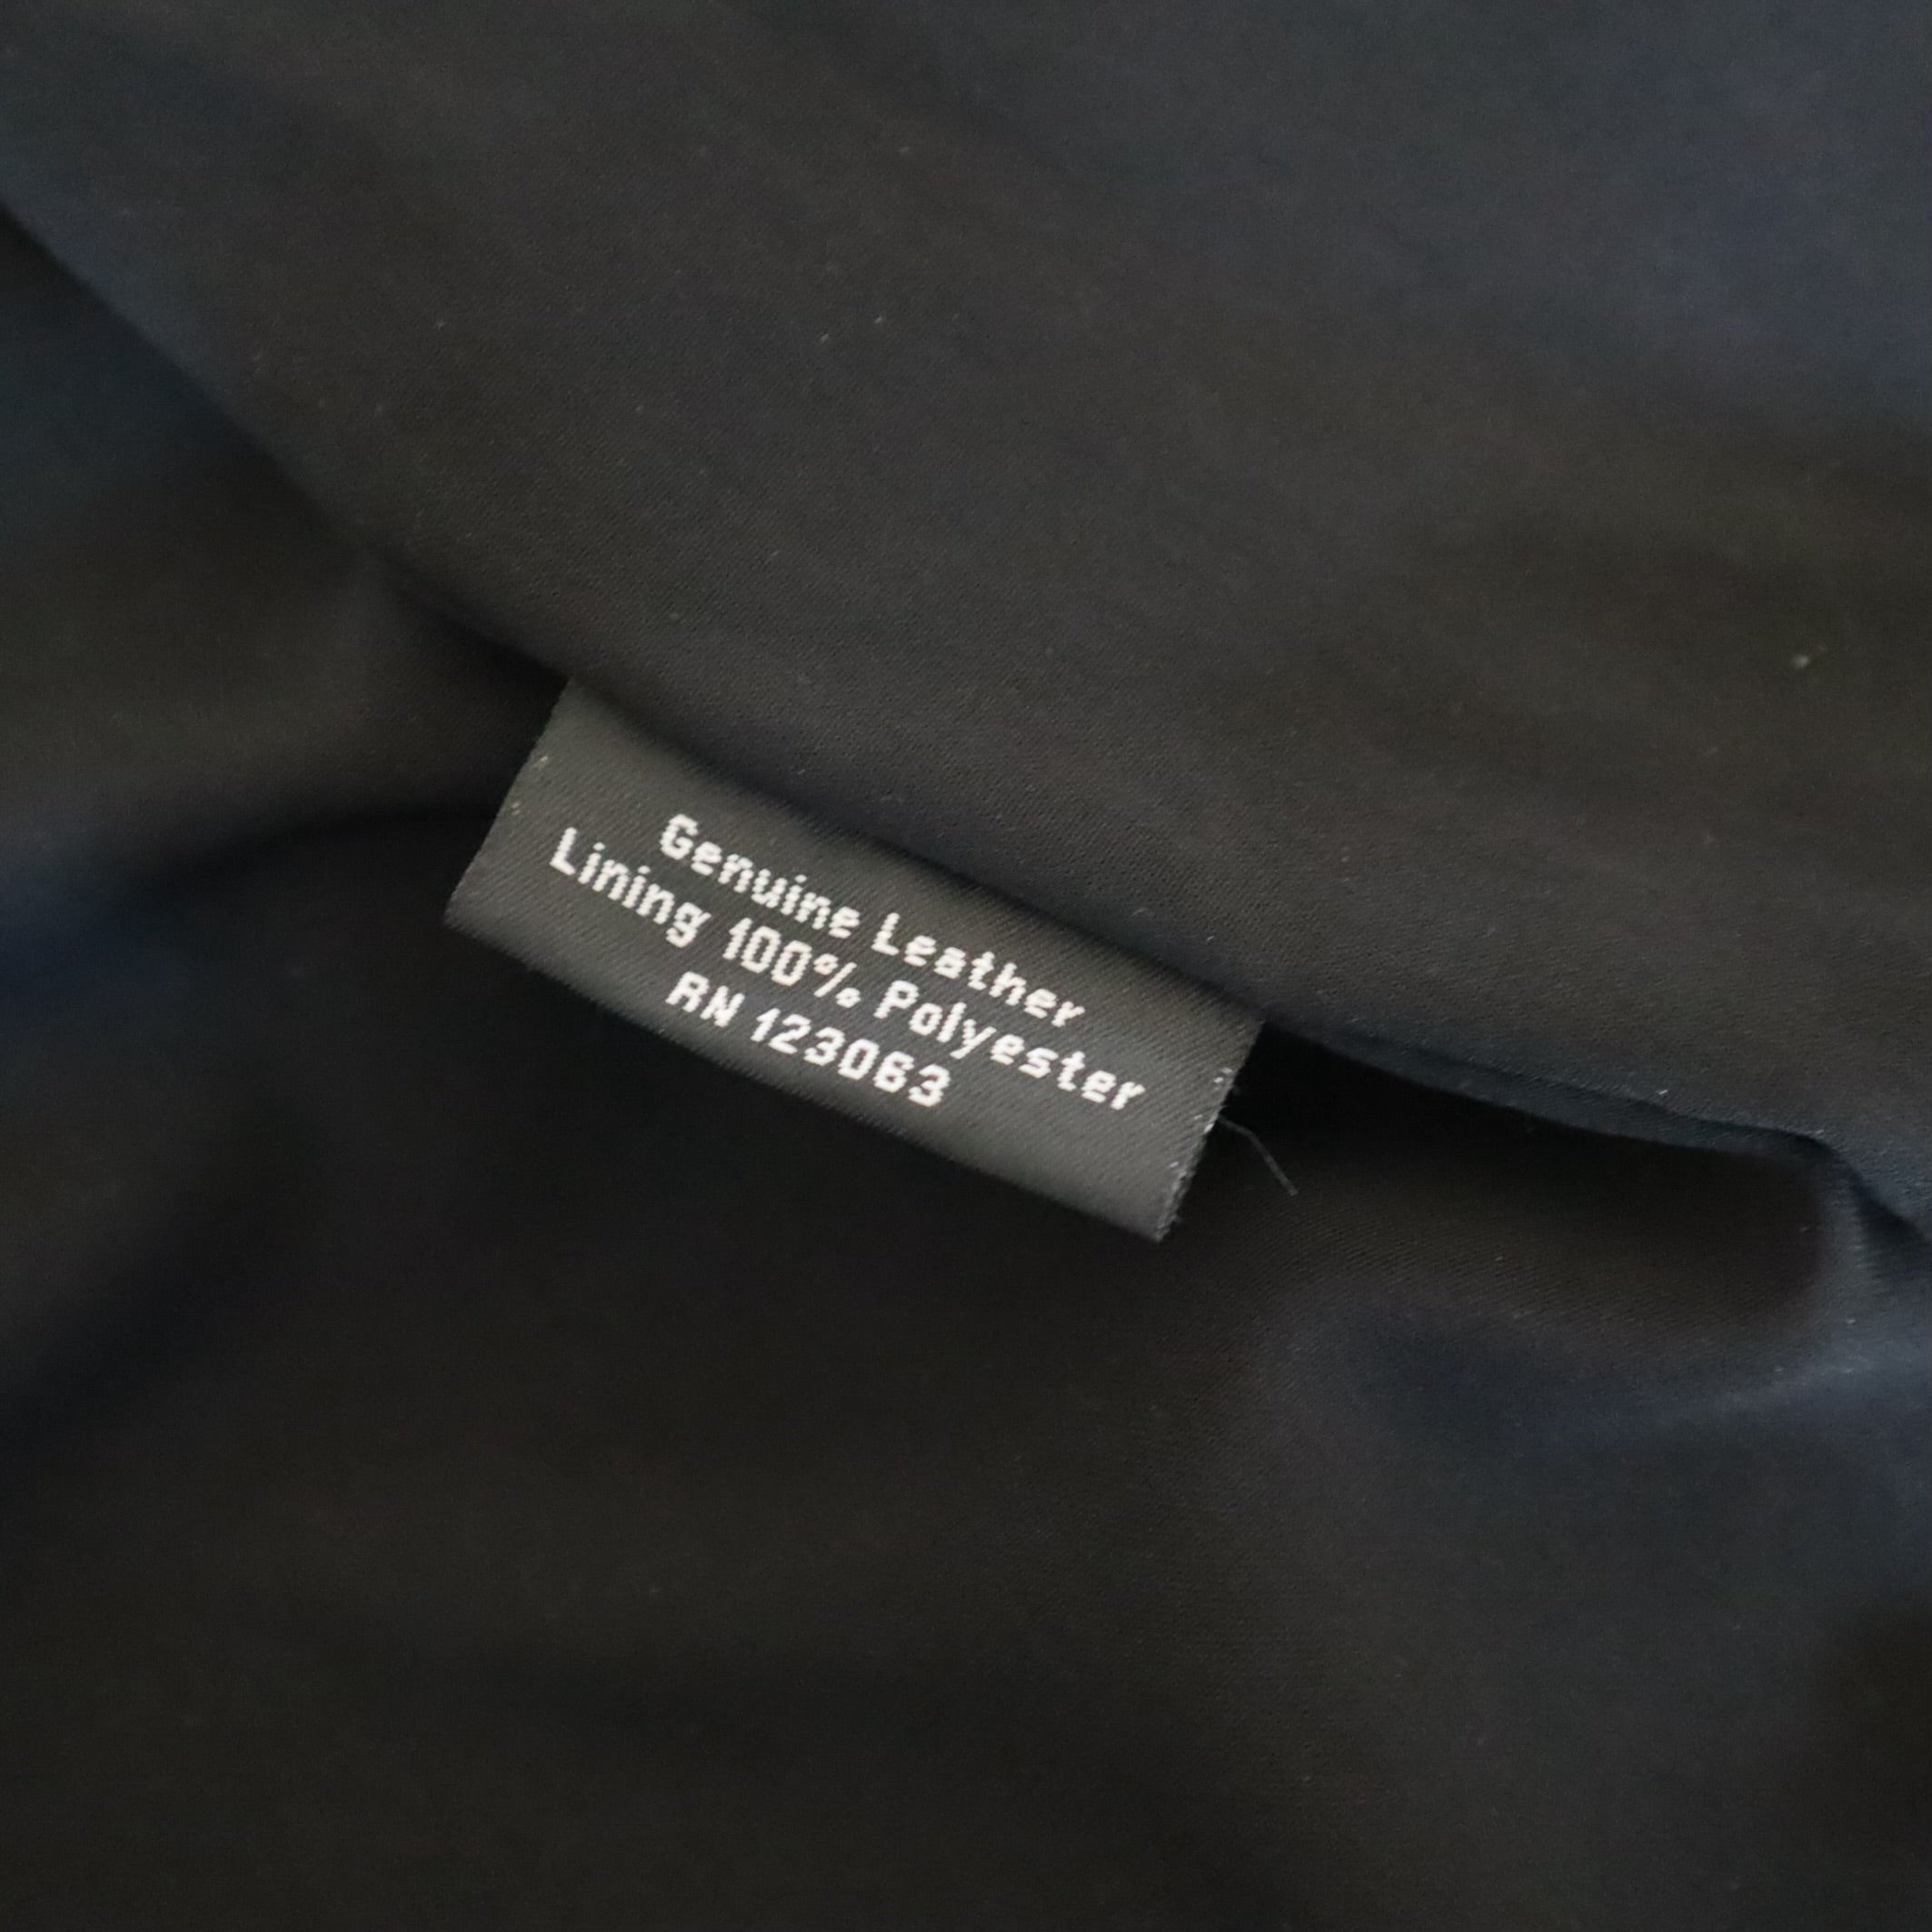 Genuine Leather
Lining 100% Polyester
RN 123063